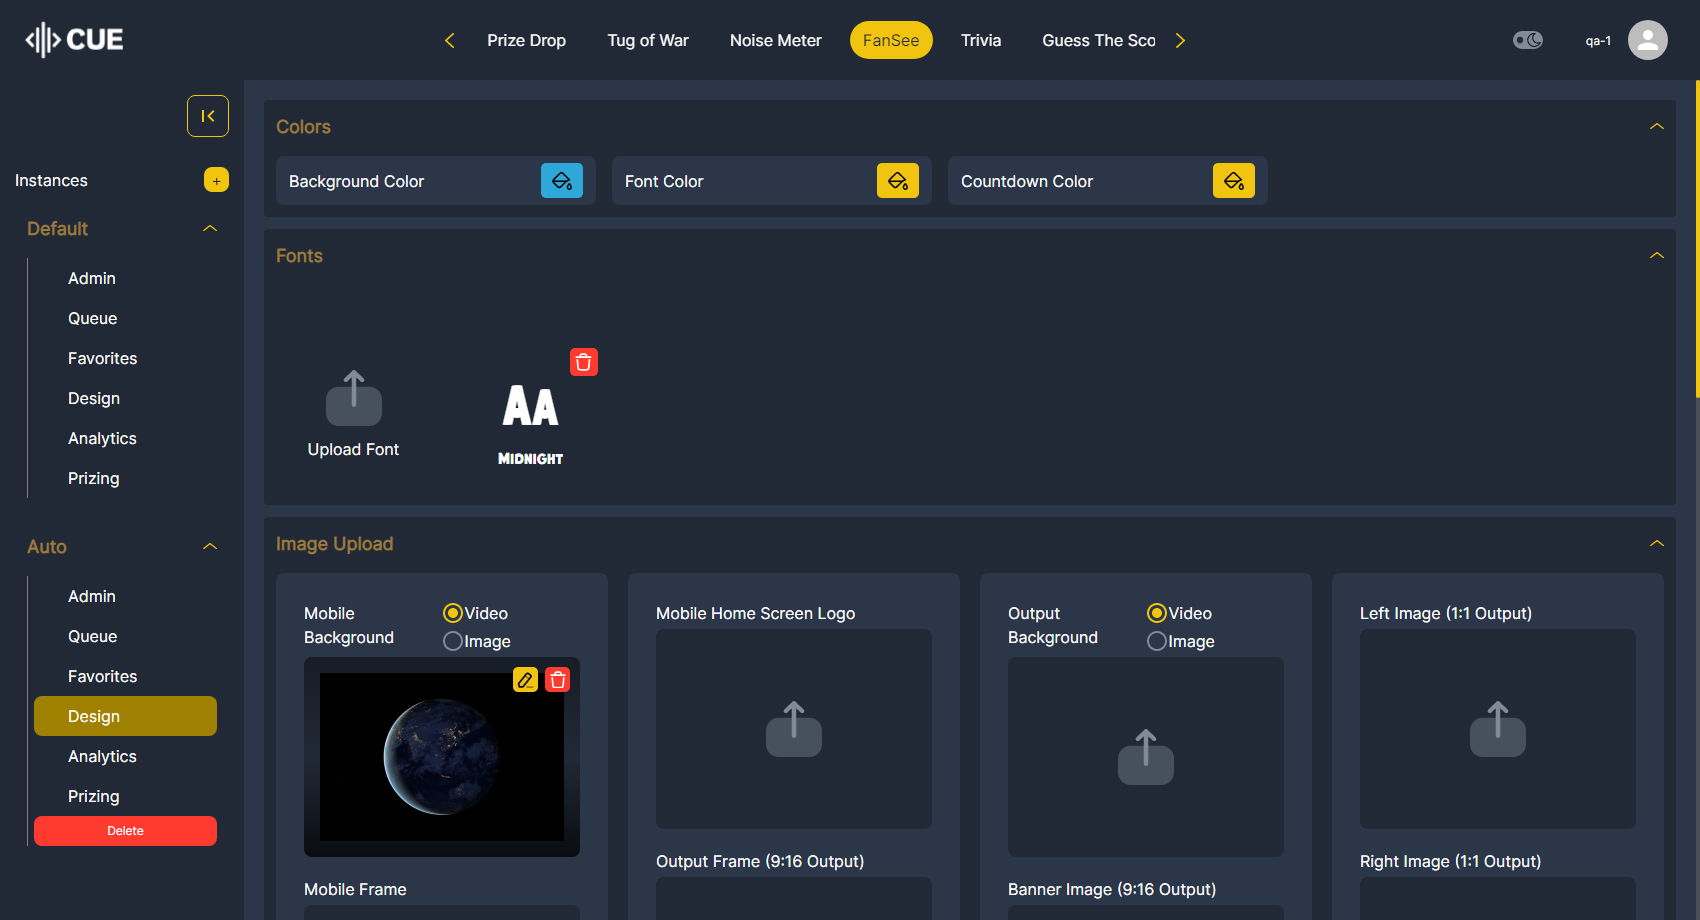 CUE
Prize Drop
Tug of War
Noise Meter
FanSee
Trivia
Guess The Sco
qa-1
Instances
+
Default
Admin
Queue
Favorites
Design
Analytics
Prizing
Auto
Admin
Queue
Favorites
Design
Analytics
Prizing
Delete
Colors
Background Color
Font Color
Countdown Color
Fonts
Upload Font
AA
MIDNIGHT
Image Upload
Mobile
Background
Video
Image
Mobile Frame
Mobile Home Screen Logo
Output Frame (9:16 Output)
Output
Background
Video
Image
Banner Image (9:16 Output)
Left Image (1:1 Output)
Right Image (1:1 Output)